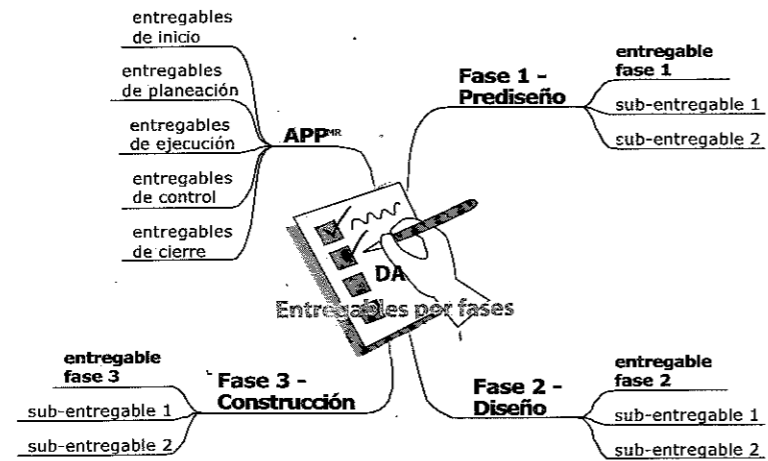 entregables
de inicio
entregables
de planeación
entregables
de ejecución
entregables
de control
entregables
de cierre
APP MR
Fase 1 -
Prediseño
entregable
fase 1
sub-entregable 1
sub-entregable 2
DA
Entregables por fases
entregable
fase 3
sub-entregable 1
sub-entregable 2
Fase 3 -
Construcción
Fase 2 -
Diseño
entregable
fase 2
sub-entregable 1
sub-entregable 2